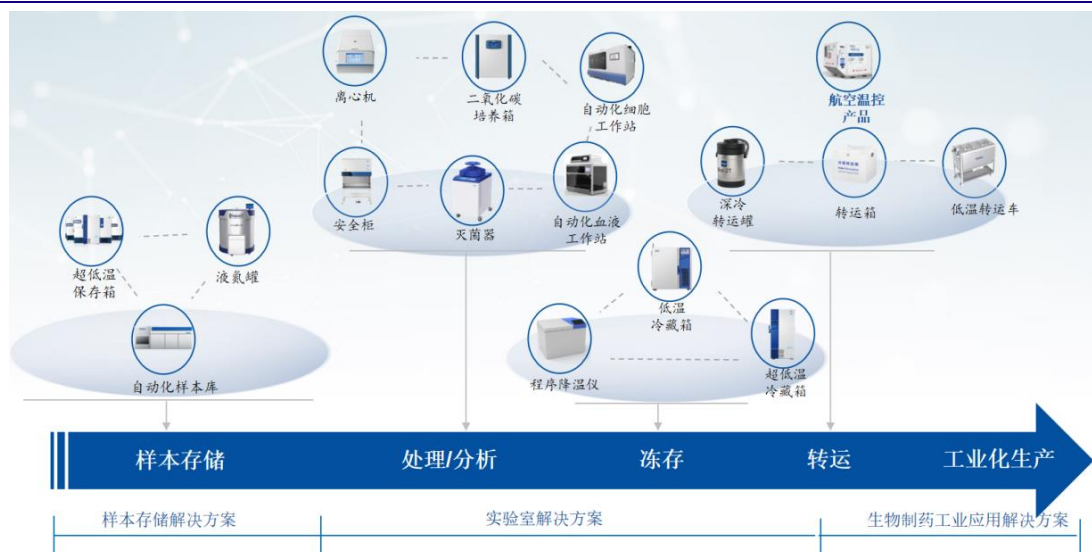 离心机
二氧化碳
培养箱
自动化细胞
工作站
航空温控
产品
安全柜
灭菌器
自动化血液
工作站
深冷
转运罐
转运箱
低温转运车
超低温
保存箱
液氮罐
自动化样本库
低温
冷藏箱
程序降温仪
超低温
冷藏箱
样本存储
处理/分析
冻存
转运
工业化生产
样本存储解决方案
实验室解决方案
生物制药工业应用解决方案